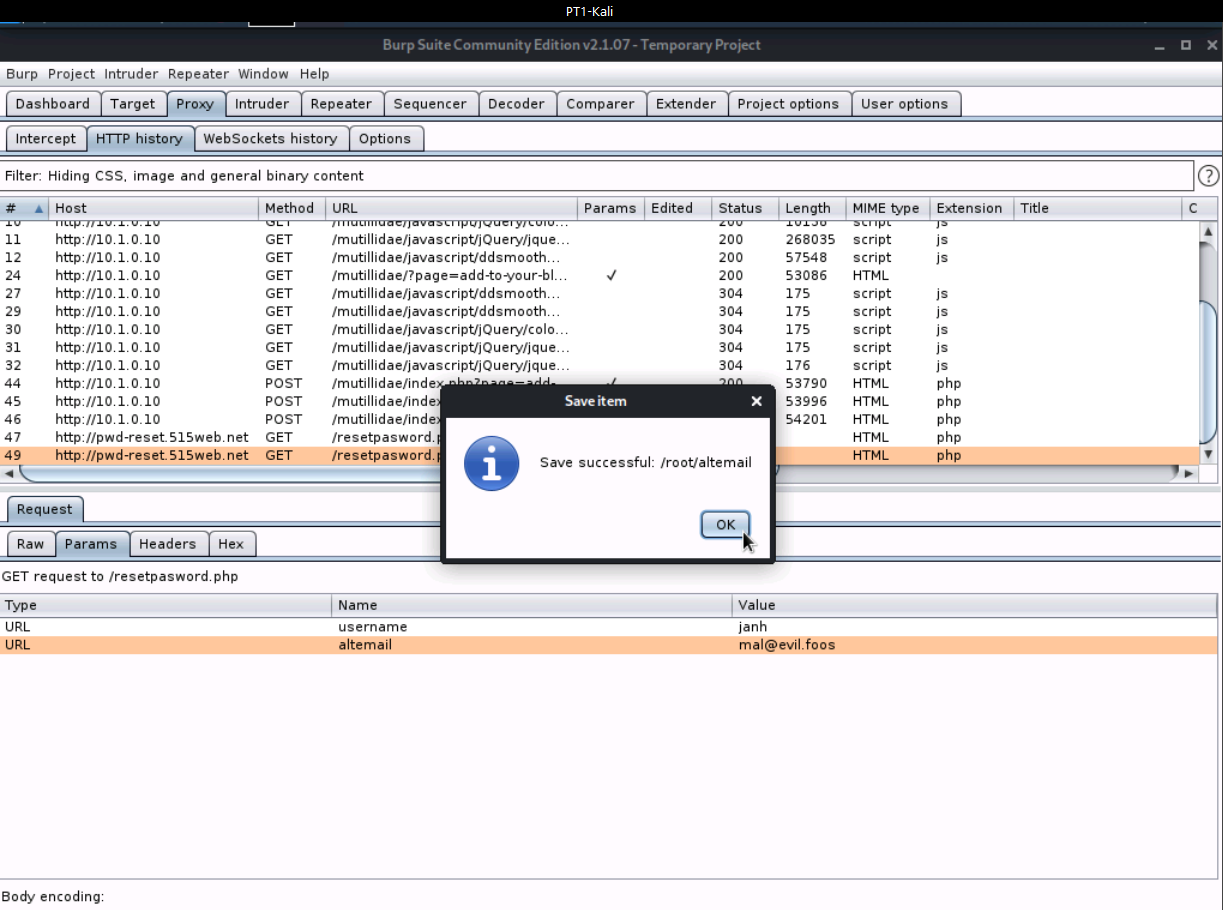 PT1-Kali
Burp Suite Community Edition v2.1.07 - Temporary Project
Burp Project Intruder Repeater Window Help
Dashboard Target Proxy Intruder Repeater Sequencer Decoder Comparer Extender Project options User options
Intercept HTTP history WebSockets history Options
Filter: Hiding CSS, image and general binary content ?
# Host Method URL Params Edited Status Length MIME type Extension Title C
10 http://10.1.0.10 GET /mutillidae/javascript/jQuery/colo... 200 script js
11 http://10.1.0.10 GET /mutillidae/javascript/jQuery/jque... 200 268035 script js
12 http://10.1.0.10 GET /mutillidae/javascript/ddsmooth... 200 57548 script js
24 http://10.1.0.10 GET /mutillidae/?page=add-to-your-bl... ✓ 200 53086 HTML
27 http://10.1.0.10 GET /mutillidae/javascript/ddsmooth... 304 175 script js
29 http://10.1.0.10 GET /mutillidae/javascript/ddsmooth... 304 175 script js
30 http://10.1.0.10 GET /mutillidae/javascript/jQuery/colo... 304 175 script js
31 http://10.1.0.10 GET /mutillidae/javascript/jQuery/jque... 304 175 script js
32 http://10.1.0.10 GET /mutillidae/javascript/jQuery/jque... 304 176 script js
44 http://10.1.0.10 POST /mutillidae/index.php?page=add- ✓ 200 53790 HTML php
45 http://10.1.0.10 POST /mutillidae/index 53996 HTML php
46 http://10.1.0.10 POST /mutillidae/index 54201 HTML php
47 http://pwd-reset.515web.net GET /resetpasword.p HTML php
49 http://pwd-reset.515web.net GET /resetpasword.p HTML php
Save item
Save successful: /root/altemail
OK
Request
Raw Params Headers Hex
GET request to /resetpasword.php
Type Name Value
URL username janh
URL altemail mal@evil.foos
Body encoding: